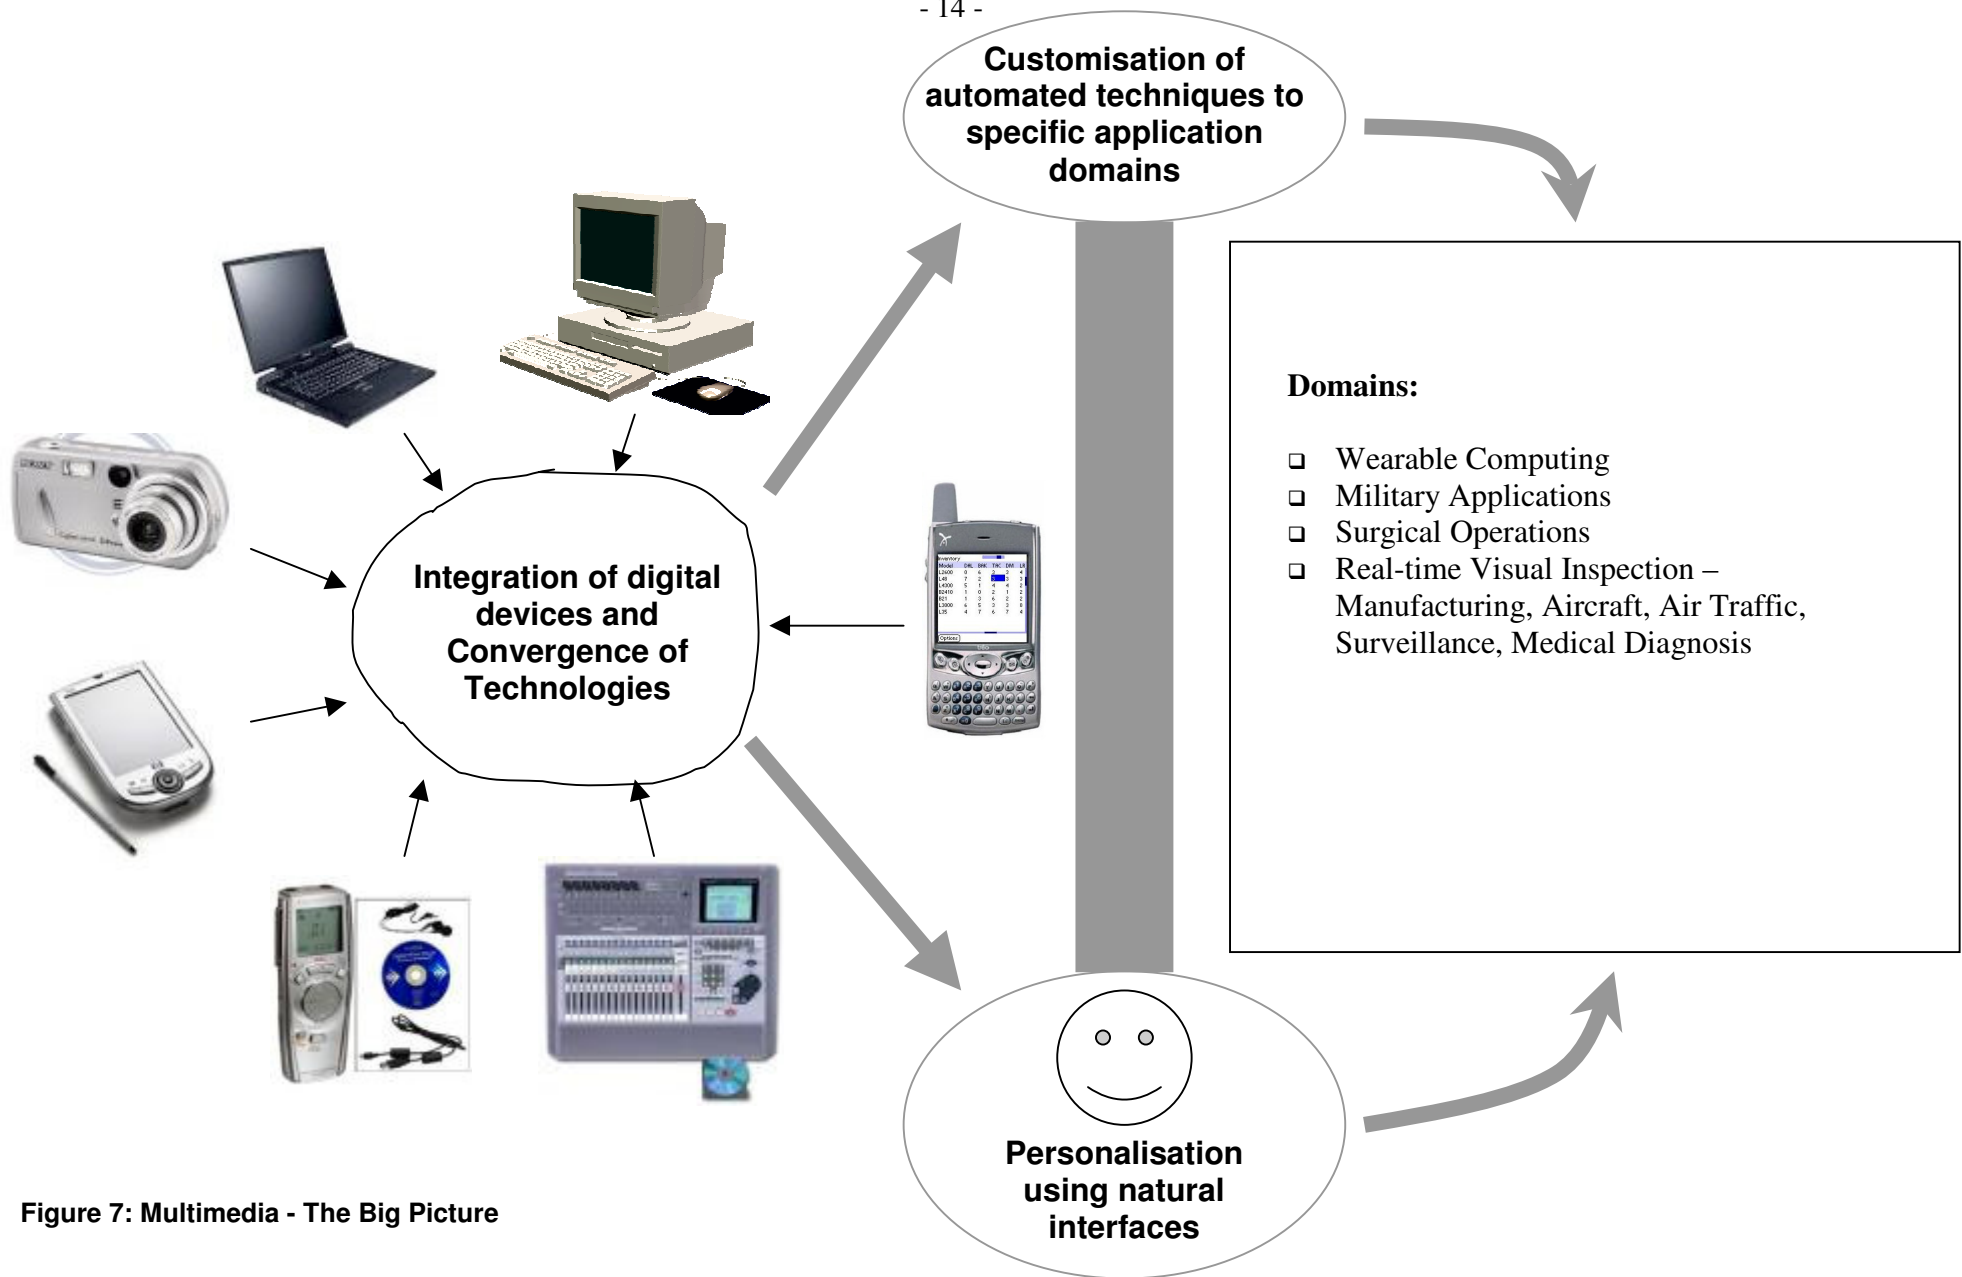 - 14 -
Customisation of
automated techniques to
specific application
domains
Domains:
Wearable Computing
Military Applications
Surgical Operations
Real-time Visual Inspection –
Manufacturing, Aircraft, Air Traffic,
Surveillance, Medical Diagnosis
Integration of digital
devices and
Convergence of
Technologies
Inventory
Options
Personalisation
using natural
interfaces
Figure 7: Multimedia - The Big Picture